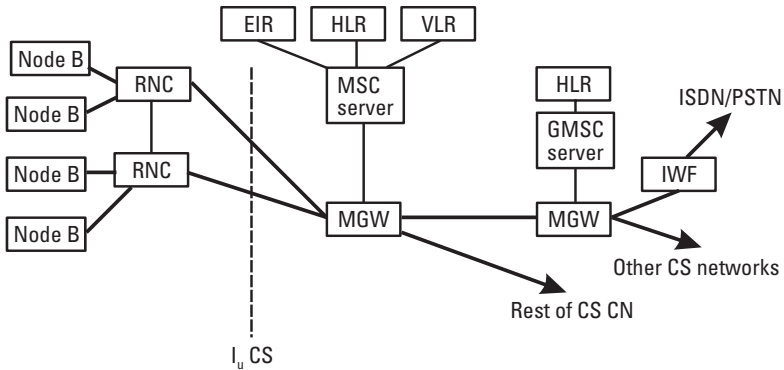 EIR
HLR
VLR
Node B
RNC
MSC
server
HLR
ISDN/PSTN
Node B
GMSC
server
Node B
RNC
IWF
Node B
MGW
MGW
Other CS networks
Rest of CS CN
Iu CS